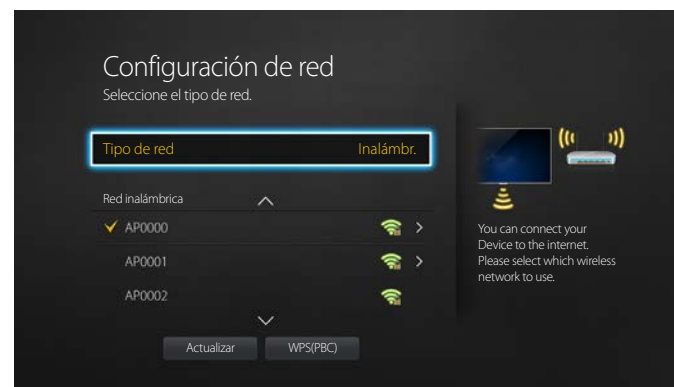 Configuración de red
Seleccione el tipo de red.
Tipo de red Inalámbr.
Red inalámbrica
AP0000
AP0001
AP0002
Actualizar WPS(PBC)
You can connect your
Device to the internet.
Please select which wireless
network to use.